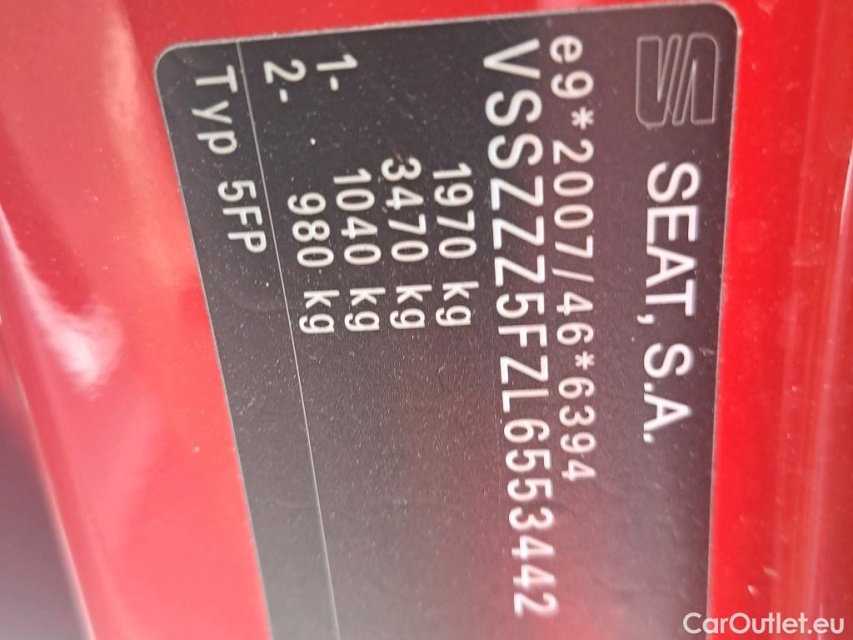 SEAT, S.A.
e9*2007/46*6394
VSSZZZ5FZL6553442
1970 kg
3470 kg
1- 1040 kg
2- 980 kg
Typ 5FP
CarOutlet.eu